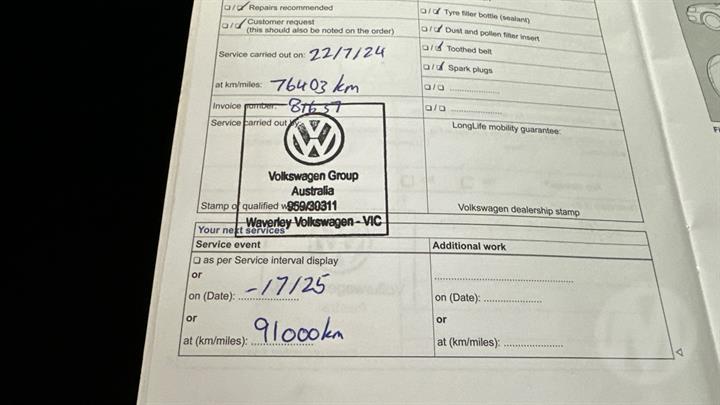 ❏ / ❏ Repairs recommended
❏ / ❏ Customer request
(this should also be noted on the order)
Service carried out on: 22/7/24
at km/miles: 76403 km
Invoice number:
Service carried out by
Volkswagen Group
Australia
959/30311
Stamp of qualified
Waverley Volkswagen - VIC
❏ / ❏ Tyre filler bottle (sealant)
❏ / ❏ Dust and pollen filter insert
❏ / ❏ Toothed belt
❏ / ❏ Spark plugs
❏ / ❏ ....................
❏ / ❏ ....................
LongLife mobility guarantee:
Volkswagen dealership stamp
Your next services
Service event
❏ as per Service interval display
or
on (Date): -17/25
or
at (km/miles): 91000km
Additional work
on (Date): ....................
or
at (km/miles): ....................